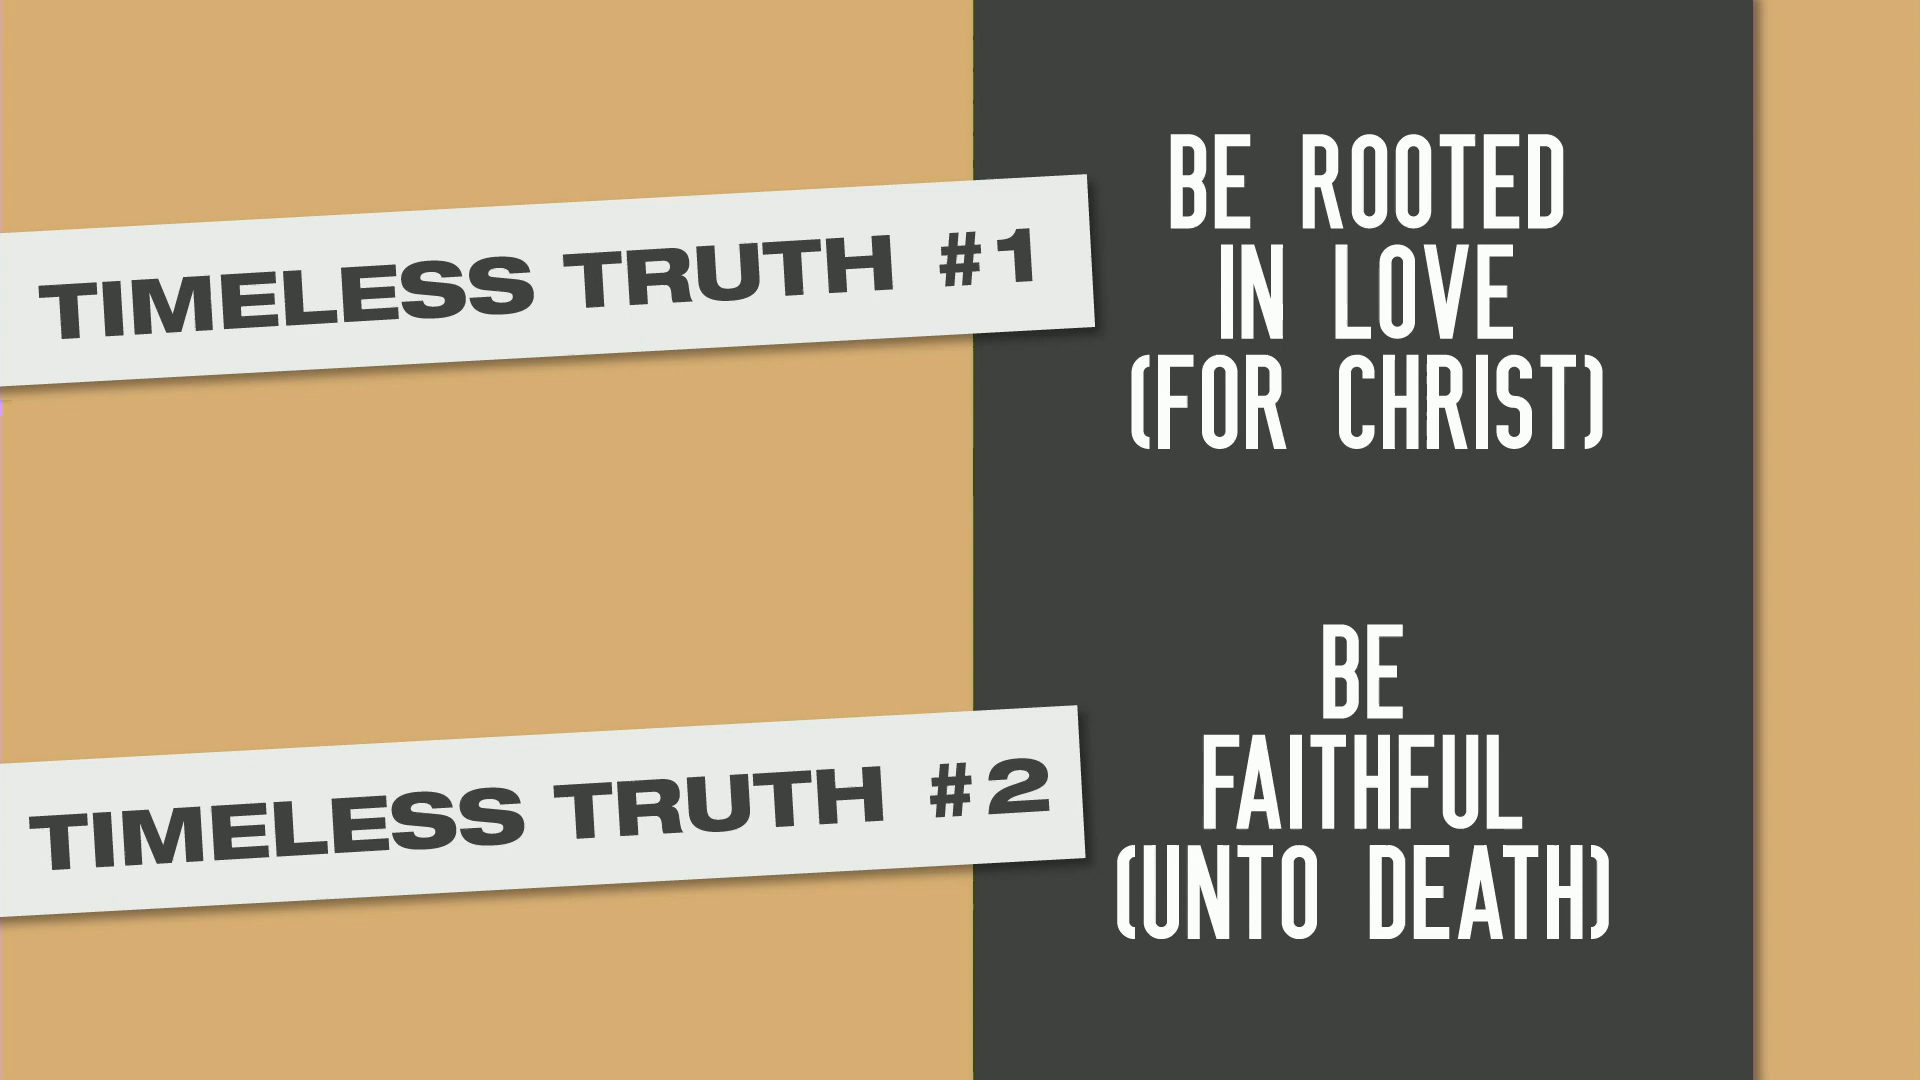 TIMELESS TRUTH #1
BE ROOTED
IN LOVE
(FOR CHRIST)
TIMELESS TRUTH #2
BE
FAITHFUL
(UNTO DEATH)